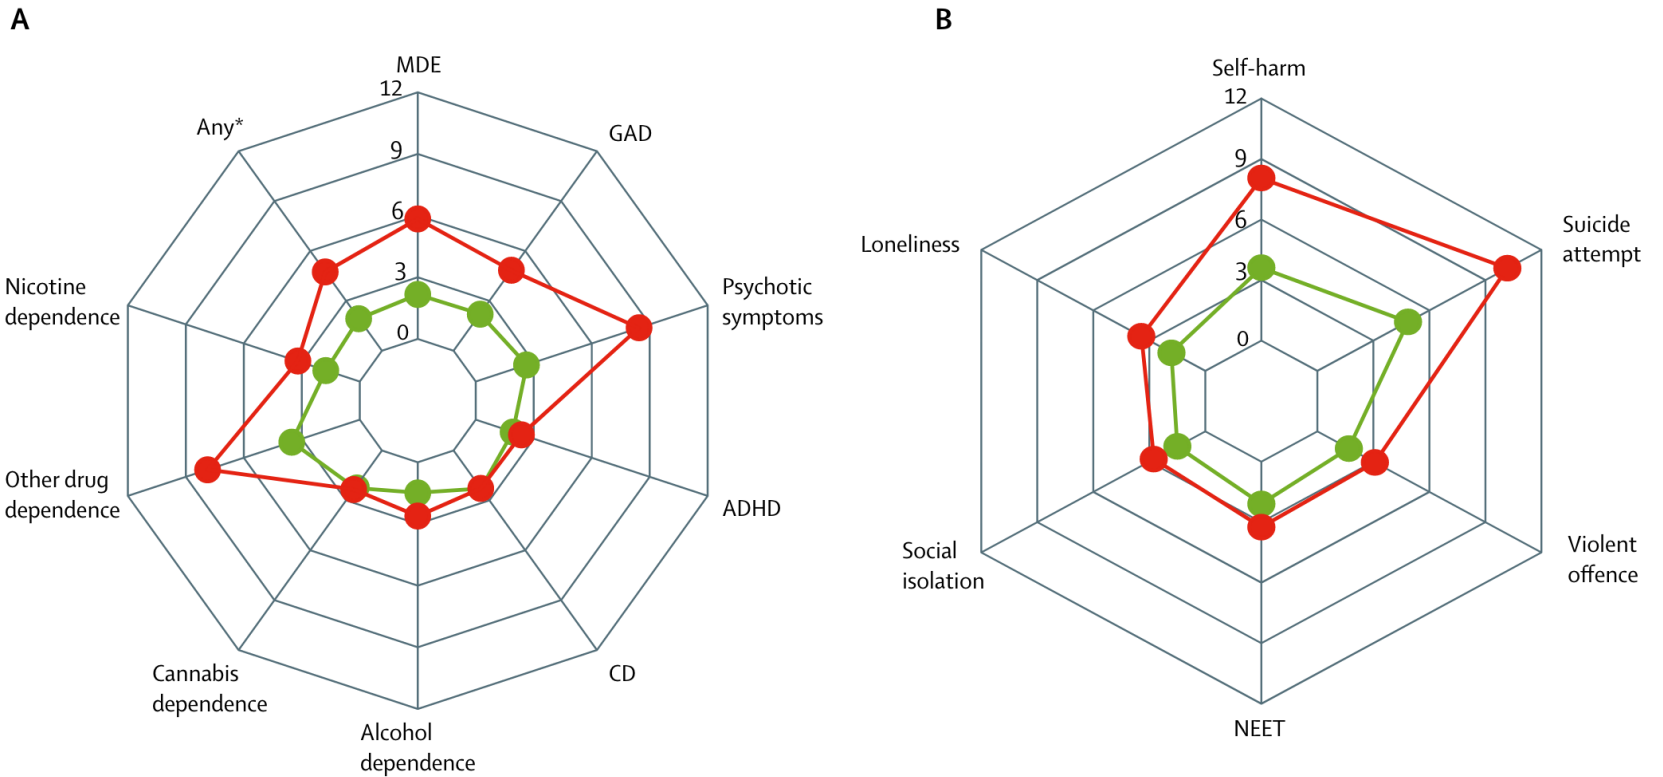 A
MDE
12
9
6
3
0
Any*
GAD
Nicotine
dependence
Psychotic
symptoms
Other drug
dependence
ADHD
Cannabis
dependence
CD
Alcohol
dependence
B
Self-harm
12
9
6
3
0
Loneliness
Suicide
attempt
Social
isolation
Violent
offence
NEET